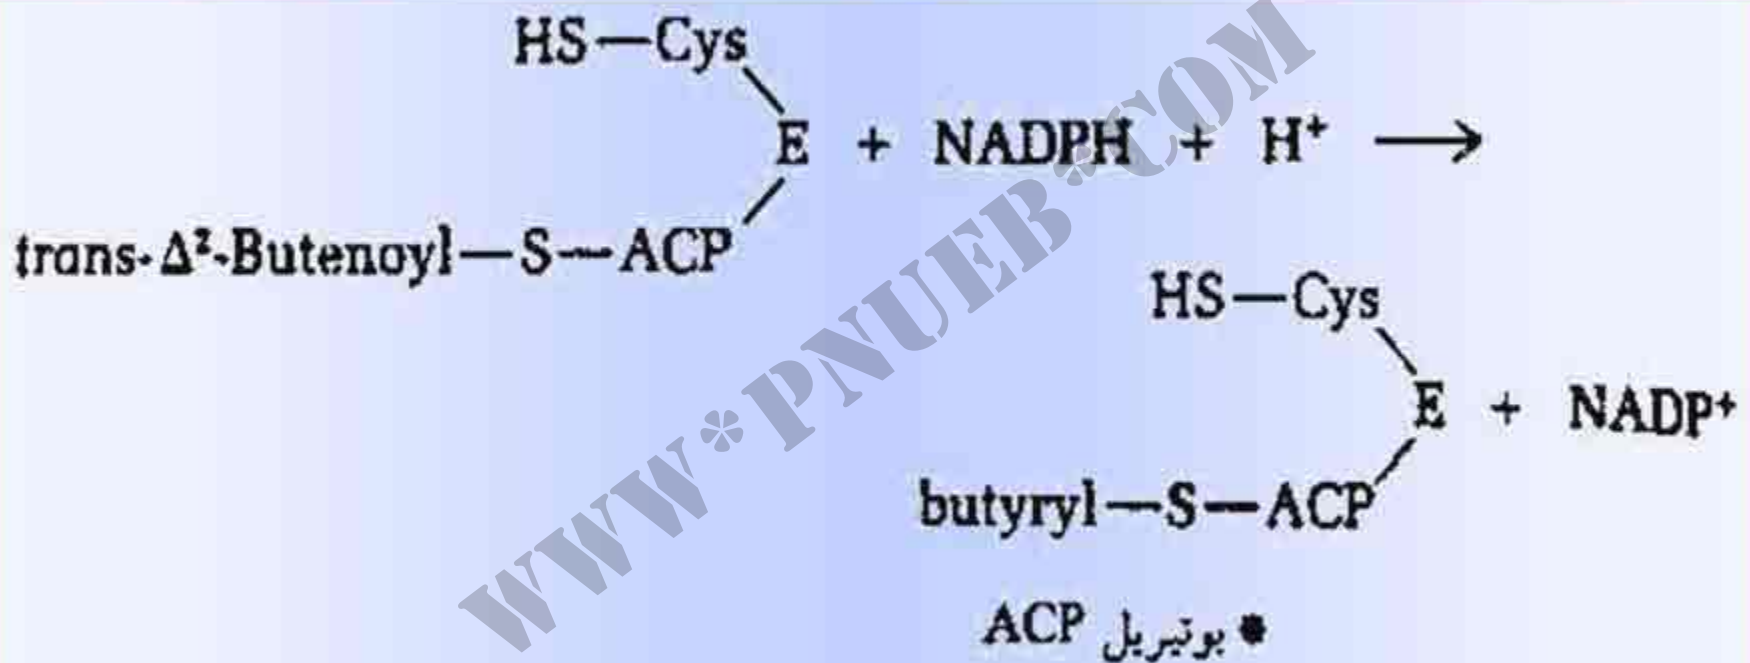 HS—Cys
E + NADPH + H⁺ ⟶
trans-Δ²-Butenoyl—S—ACP
HS—Cys
E + NADP⁺
butyryl—S—ACP
* بوتیریل ACP
WWW*PNUEB*COM